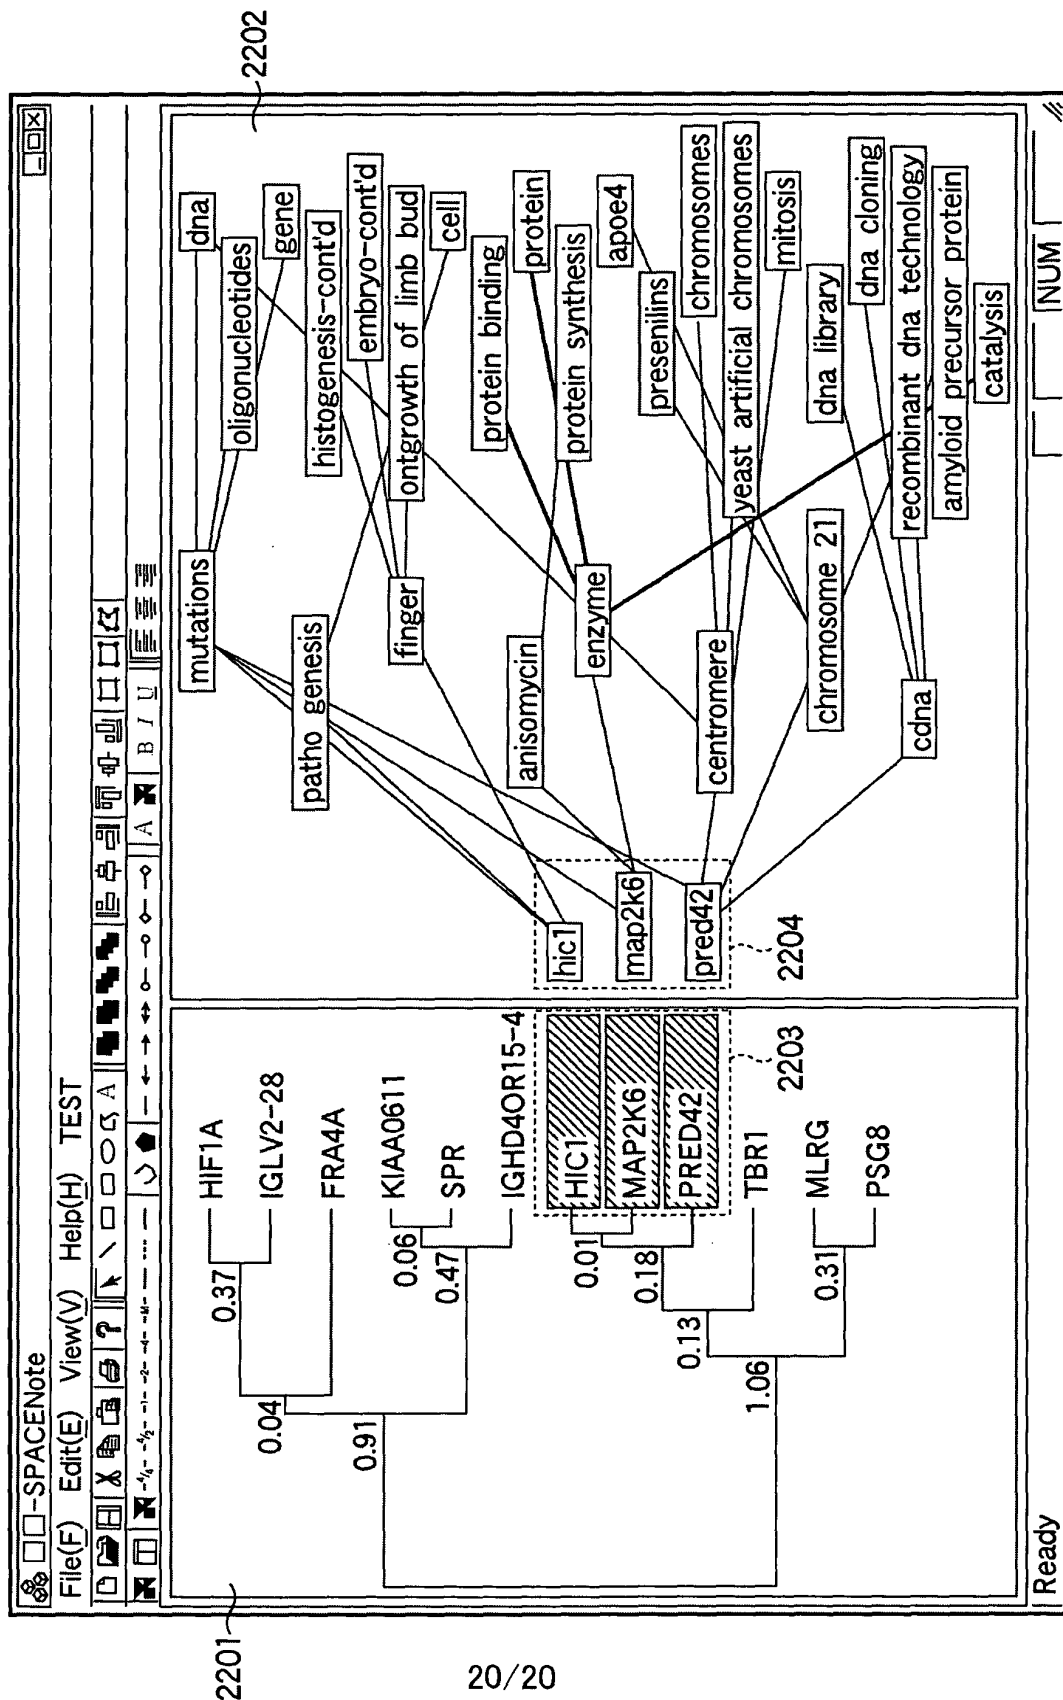 20/20
□□-SPACENote
File(F) Edit(E) View(V) Help(H) TEST
A
B I U
2201
2202
HIF1A
IGLV2-28
FRA4A
KIAA0611
SPR
IGHD4OR15-4
HIC1
MAP2K6
PRED42
TBR1
MLRG
PSG8
0.37
0.04
0.91
0.06
0.47
0.01
0.18
0.13
1.06
0.31
2203
2204
mutations
dna
oligonucleotides
gene
patho genesis
histogenesis-cont'd
embryo-cont'd
finger
ontgrowth of limb bud
cell
hic1
anisomycin
protein binding
protein
enzyme
protein synthesis
map2k6
apoe4
presenilins
pred42
centromere
chromosomes
yeast artificial chromosomes
mitosis
chromosome 21
dna library
dna cloning
cdna
recombinant dna technology
amyloid precursor protein
catalysis
Ready
NUM